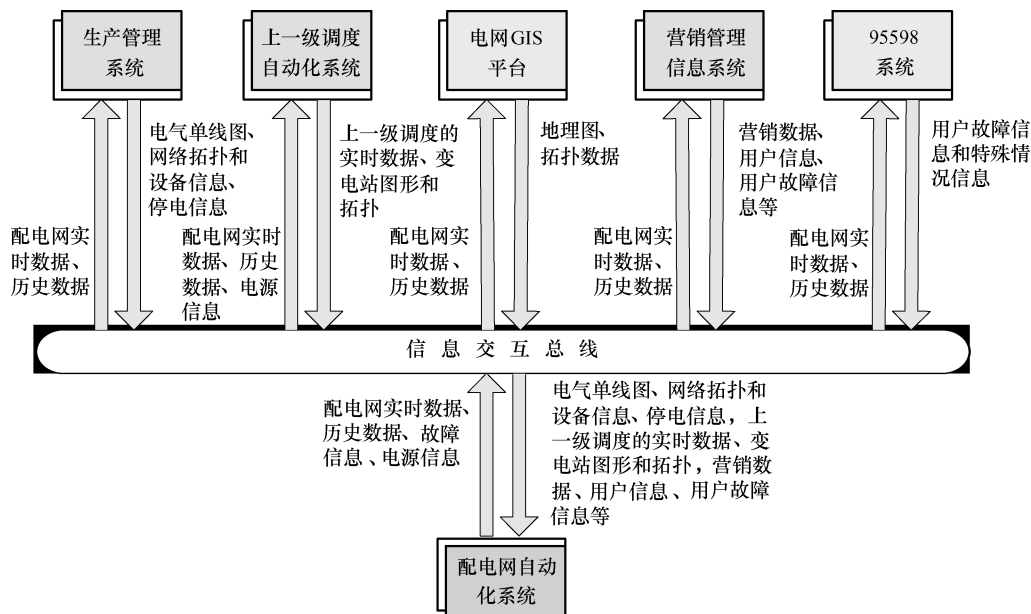 生产管理
系统
上一级调度
自动化系统
电网GIS
平台
营销管理
信息系统
95598
系统
电气单线图、
网络拓扑和
设备信息、
停电信息
上一级调度的
实时数据、变
电站图形和
拓扑
地理图、
拓扑数据
营销数据、
用户信息、
用户故障信
息等
用户故障信
息和特殊情
况信息
配电网实
时数据、
历史数据
配电网实时
数据、历史
数据、电源
信息
配电网实
时数据、
历史数据
配电网实
时数据、
历史数据
配电网实
时数据、
历史数据
信息交互总线
配电网实时数据、
历史数据、故障
信息、电源信息
电气单线图、网络拓扑和
设备信息、停电信息，上
一级调度的实时数据、变
电站图形和拓扑，营销数
据、用户信息、用户故障
信息等
配电网自动
化系统